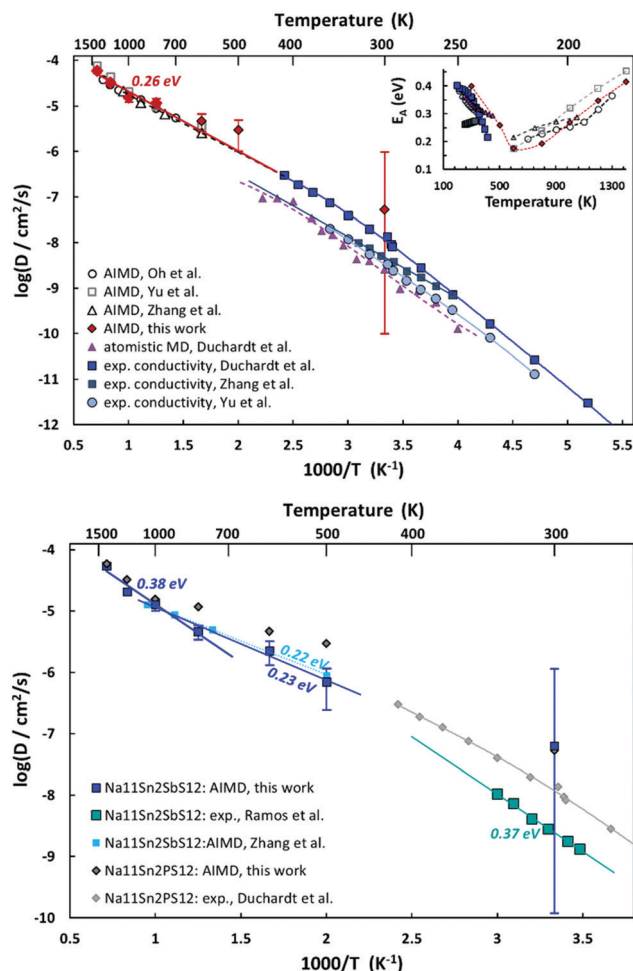 Temperature (K)
1500 1000 700 500 400 300 250 200
-4
-5
-6
-7
-8
-9
-10
-11
-12
log(D / cm²/s)
0.26 eV
0.4
0.3
0.2
0.1
E_A (eV)
200 600 1000 1400
Temperature (K)
AIMD, Oh et al.
AIMD, Yu et al.
AIMD, Zhang et al.
AIMD, this work
atomistic MD, Duchardt et al.
exp. conductivity, Duchardt et al.
exp. conductivity, Zhang et al.
exp. conductivity, Yu et al.
0.5 1 1.5 2 2.5 3 3.5 4 4.5 5 5.5
1000/T (K⁻¹)
Temperature (K)
1500 1000 700 500 400 300
-4
-5
-6
-7
-8
-9
-10
log(D / cm²/s)
0.38 eV
0.22 eV
0.23 eV
0.37 eV
Na11Sn2SbS12: AIMD, this work
Na11Sn2SbS12: exp., Ramos et al.
Na11Sn2SbS12:AIMD, Zhang et al.
Na11Sn2PS12: AIMD, this work
Na11Sn2PS12: exp., Duchardt et al.
0.5 1 1.5 2 2.5 3 3.5
1000/T (K⁻¹)